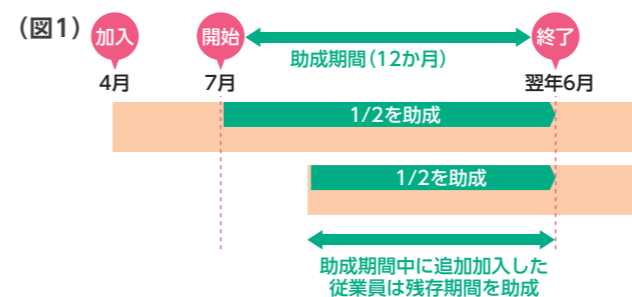 （図1）
加入
開始
終了
助成期間（12か月）
4月
7月
翌年6月
1/2を助成
1/2を助成
助成期間中に追加加入した
従業員は残存期間を助成